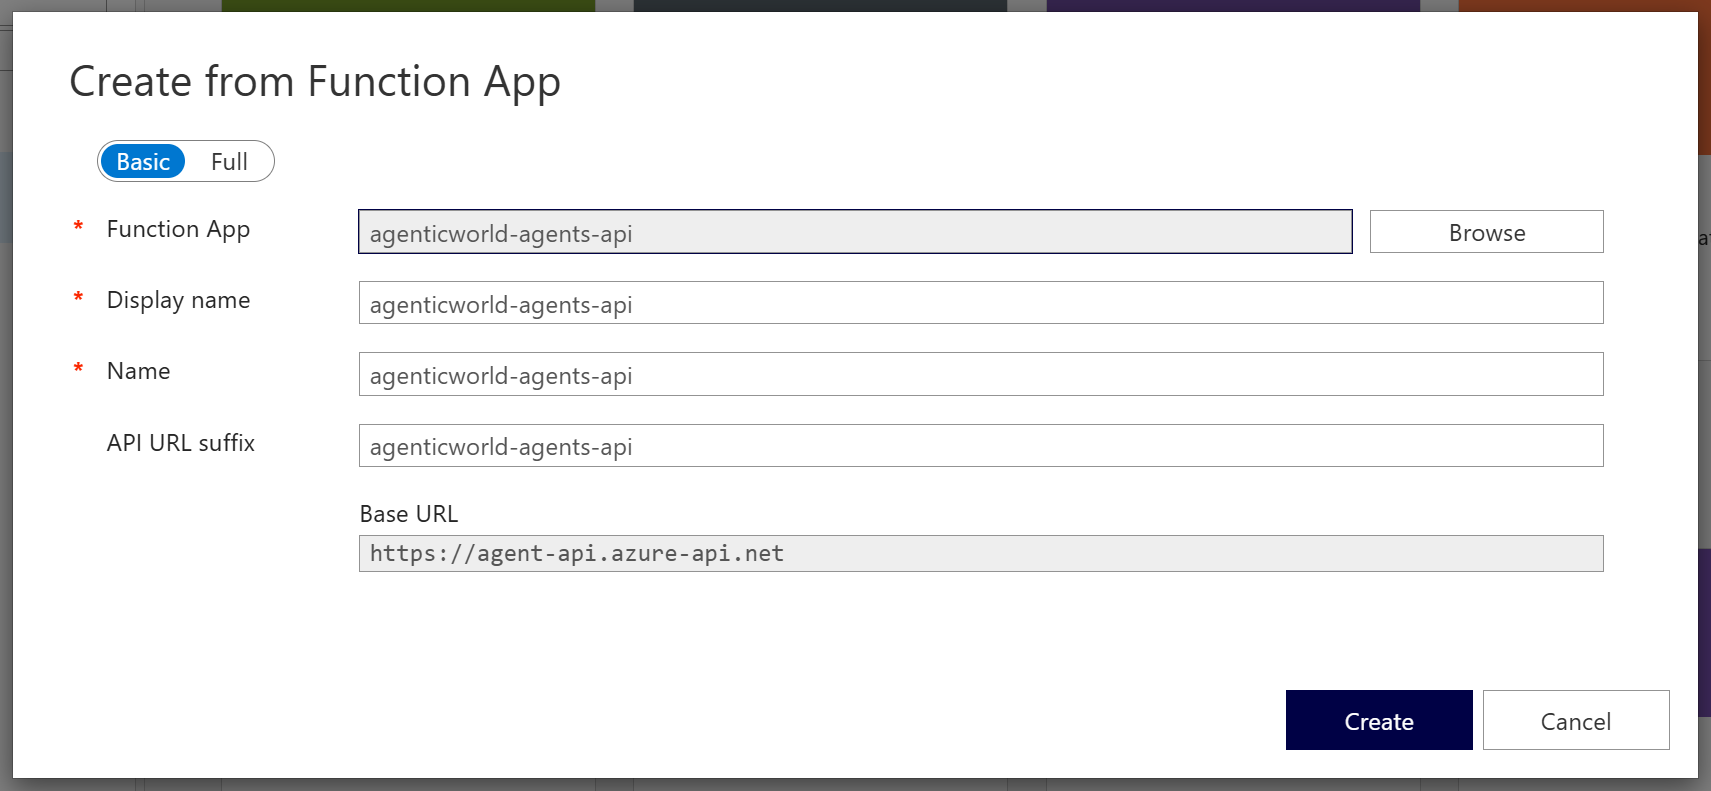 Create from Function App
Basic Full
* Function App agenticworld-agents-api Browse
* Display name agenticworld-agents-api
* Name agenticworld-agents-api
API URL suffix agenticworld-agents-api
Base URL
https://agent-api.azure-api.net
Create Cancel